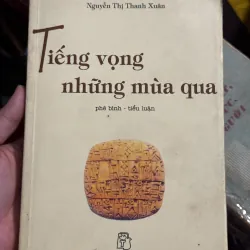 Nguyễn Thị Thanh Xuân
Tiếng vọng
những mùa qua
phê bình - tiểu luận